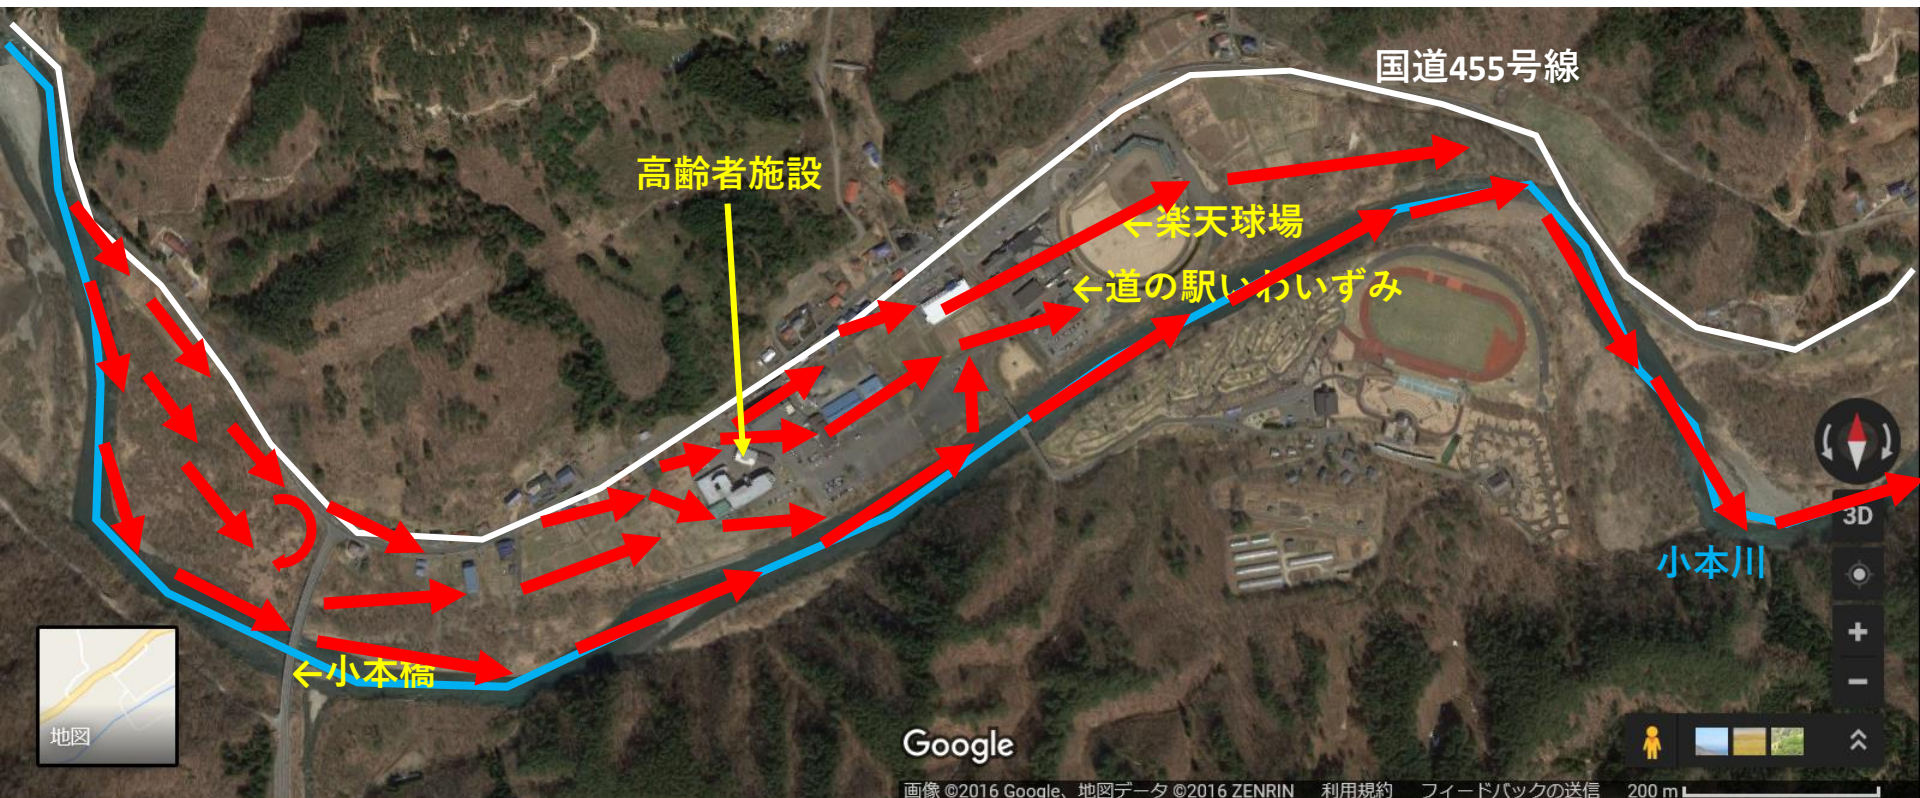 国道455号線
高齢者施設
←楽天球場
←道の駅いわいずみ
3D
小本川
←小本橋
地図
Google
画像 ©2016 Google、地図データ ©2016 ZENRIN 利用規約 フィードバックの送信 200 m